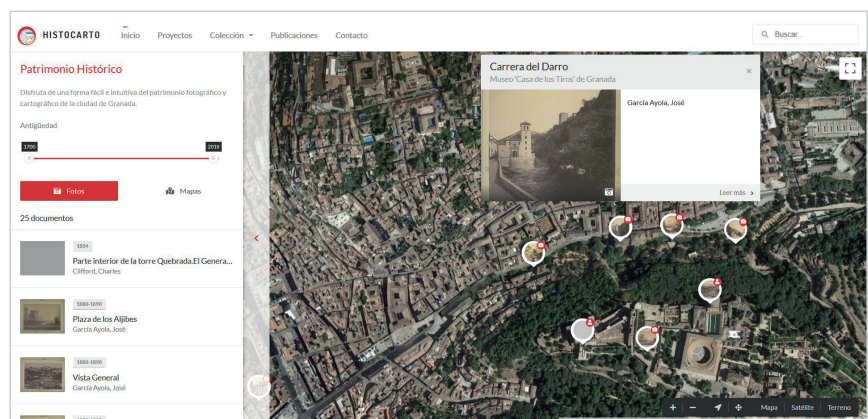 HISTOCARTO
Inicio
Proyectos
Colección
Publicaciones
Contacto
Buscar...
Patrimonio Histórico
Disfruta de una forma fácil e intuitiva del patrimonio fotográfico y
cartográfico de la ciudad de Granada.
Antigüedad
1700
2018
Fotos
Mapas
25 documentos
1854
Parte interior de la torre Quebrada.El Genera...
Clifford, Charles
1880-1890
Plaza de los Aljibes
García Ayola, José
1880-1890
Vista General
García Ayola, José
Carrera del Darro
Museo 'Casa de los Tiros' de Granada
García Ayola, José
Leer más
Mapa
Satélite
Terreno